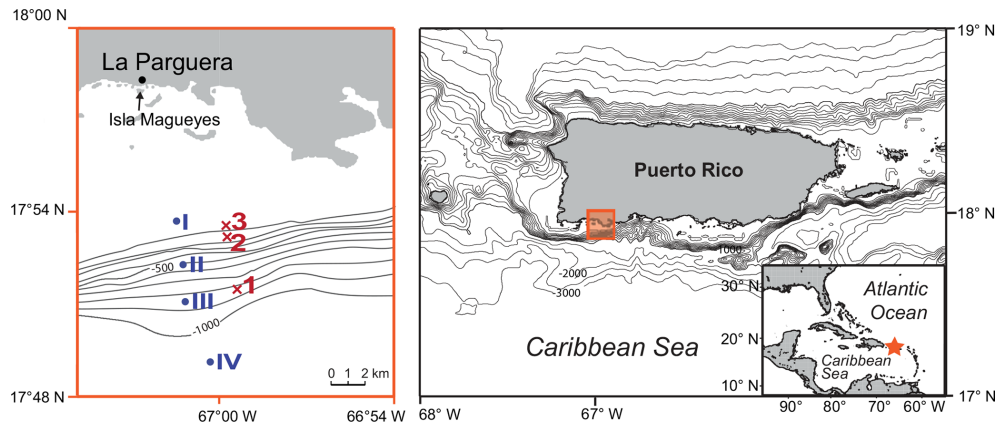 18°00 N
La Parguera
Isla Magueyes
17°54 N
I
3
2
-500
II
1
III
-1000
IV
0 1 2 km
17°48 N
67°00 W
66°54 W
19° N
Puerto Rico
18° N
1000
-2000
-3000
Caribbean Sea
17° N
68° W
67° W
30° N
Atlantic
Ocean
20° N
Caribbean
Sea
10° N
90° 80° 70° 60° W